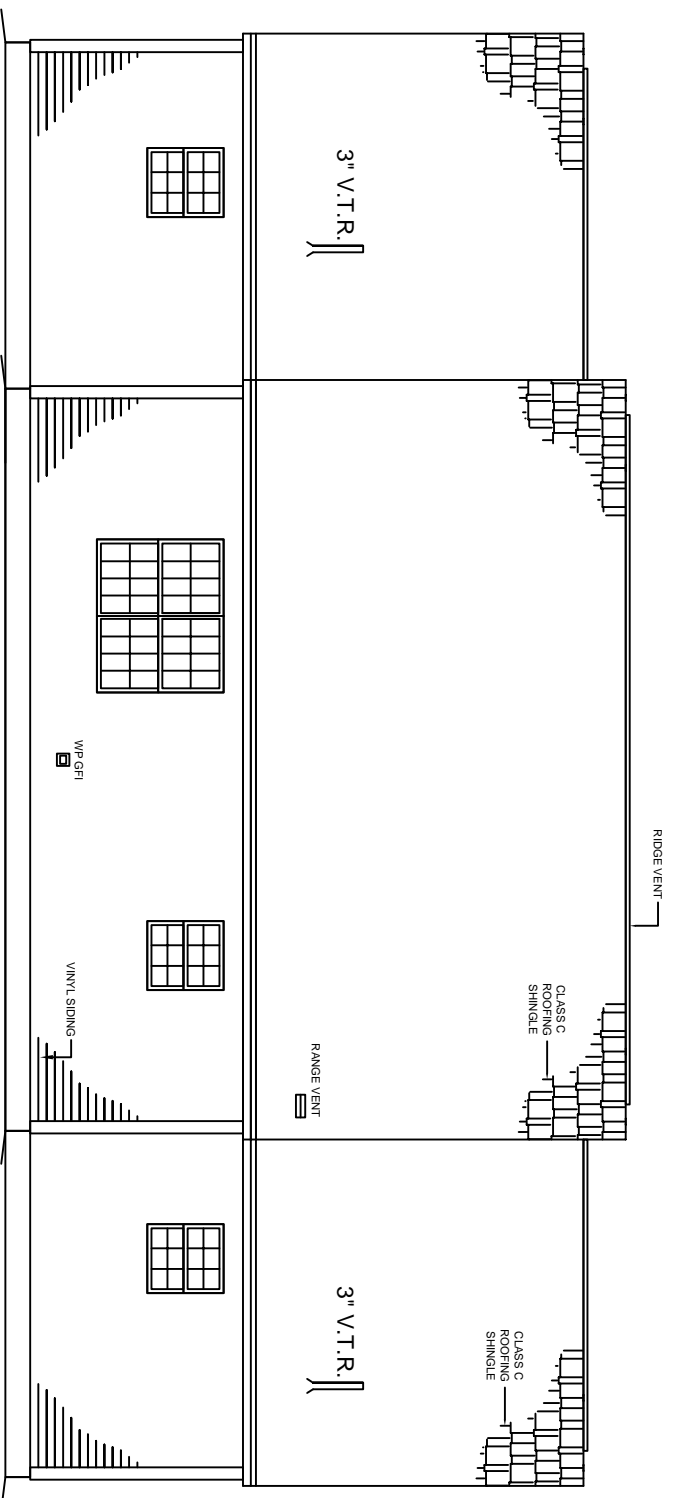 RIDGE VENT
CLASS C
ROOFING
SHINGLE
CLASS C
ROOFING
SHINGLE
3" V.T.R.
3" V.T.R.
RANGE VENT
WP GFI
VINYL SIDING